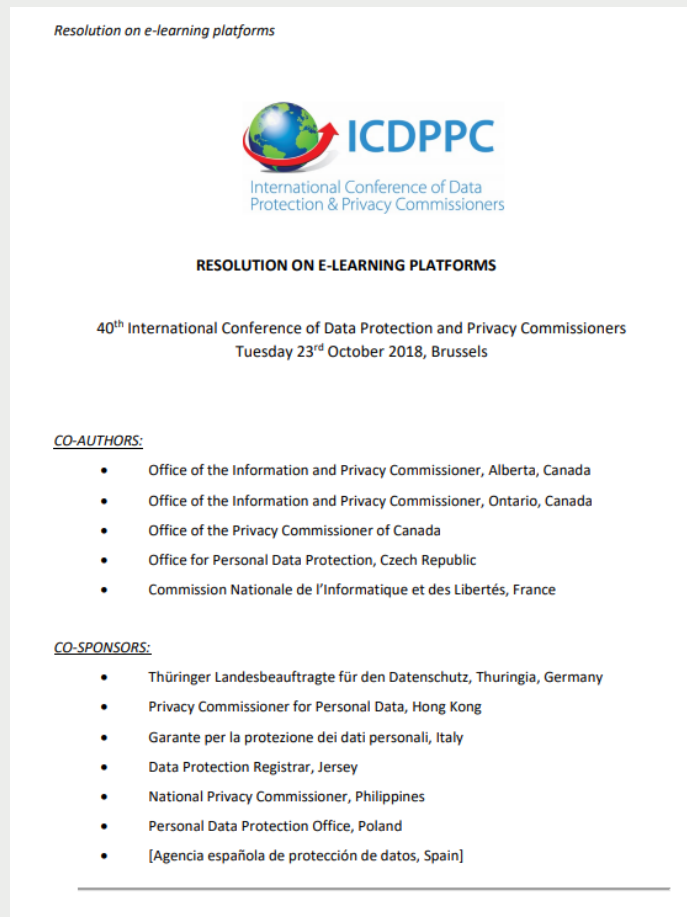 Resolution on e-learning platforms
ICDPPC
International Conference of Data
Protection & Privacy Commissioners
RESOLUTION ON E-LEARNING PLATFORMS
40th International Conference of Data Protection and Privacy Commissioners
Tuesday 23rd October 2018, Brussels
CO-AUTHORS:
• Office of the Information and Privacy Commissioner, Alberta, Canada
• Office of the Information and Privacy Commissioner, Ontario, Canada
• Office of the Privacy Commissioner of Canada
• Office for Personal Data Protection, Czech Republic
• Commission Nationale de l'Informatique et des Libertés, France
CO-SPONSORS:
• Thüringer Landesbeauftragte für den Datenschutz, Thuringia, Germany
• Privacy Commissioner for Personal Data, Hong Kong
• Garante per la protezione dei dati personali, Italy
• Data Protection Registrar, Jersey
• National Privacy Commissioner, Philippines
• Personal Data Protection Office, Poland
• [Agencia española de protección de datos, Spain]